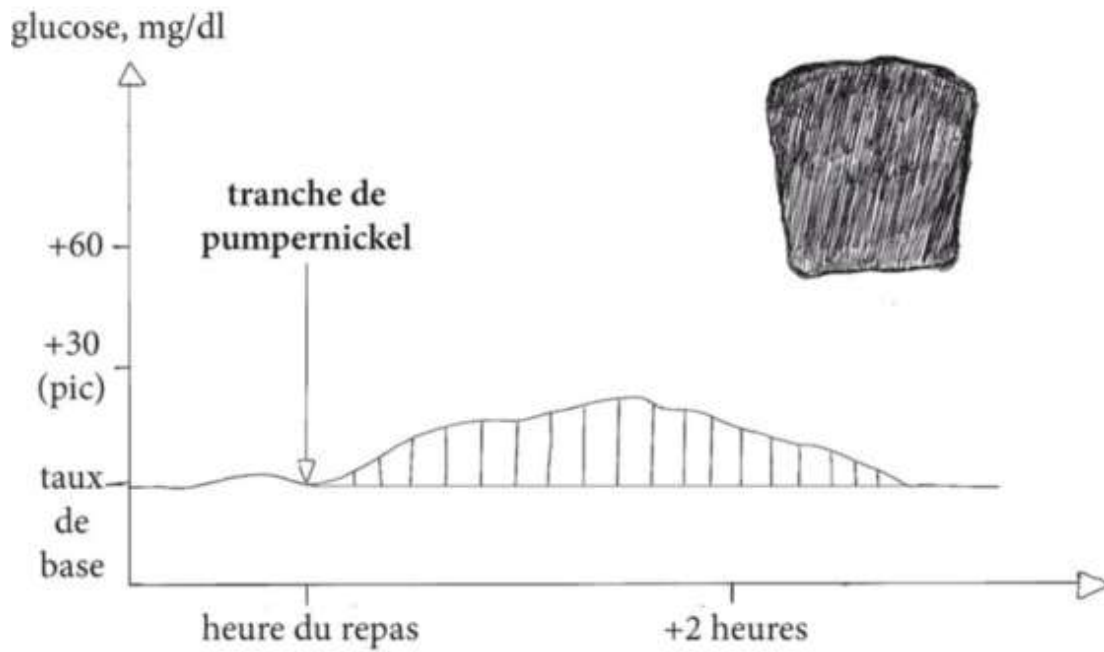 glucose, mg/dl
tranche de
pumpernickel
+60
+30
(pic)
taux
de
base
heure du repas
+2 heures